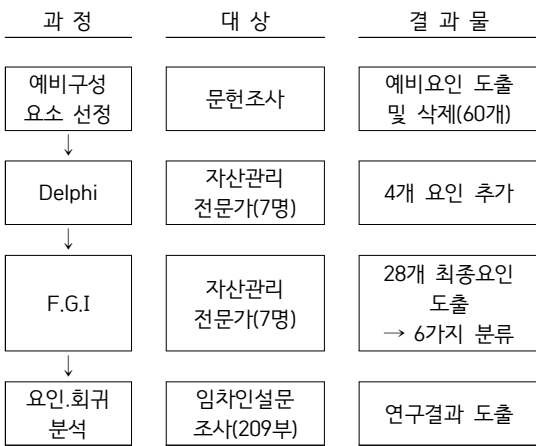 과 정
대 상
결 과 물
예비구성
요소 선정
문헌조사
예비요인 도출
및 삭제(60개)
↓
Delphi
자산관리
전문가(7명)
4개 요인 추가
↓
F.G.I
자산관리
전문가(7명)
28개 최종요인
도출
→ 6가지 분류
↓
요인.회귀
분석
임차인설문
조사(209부)
연구결과 도출